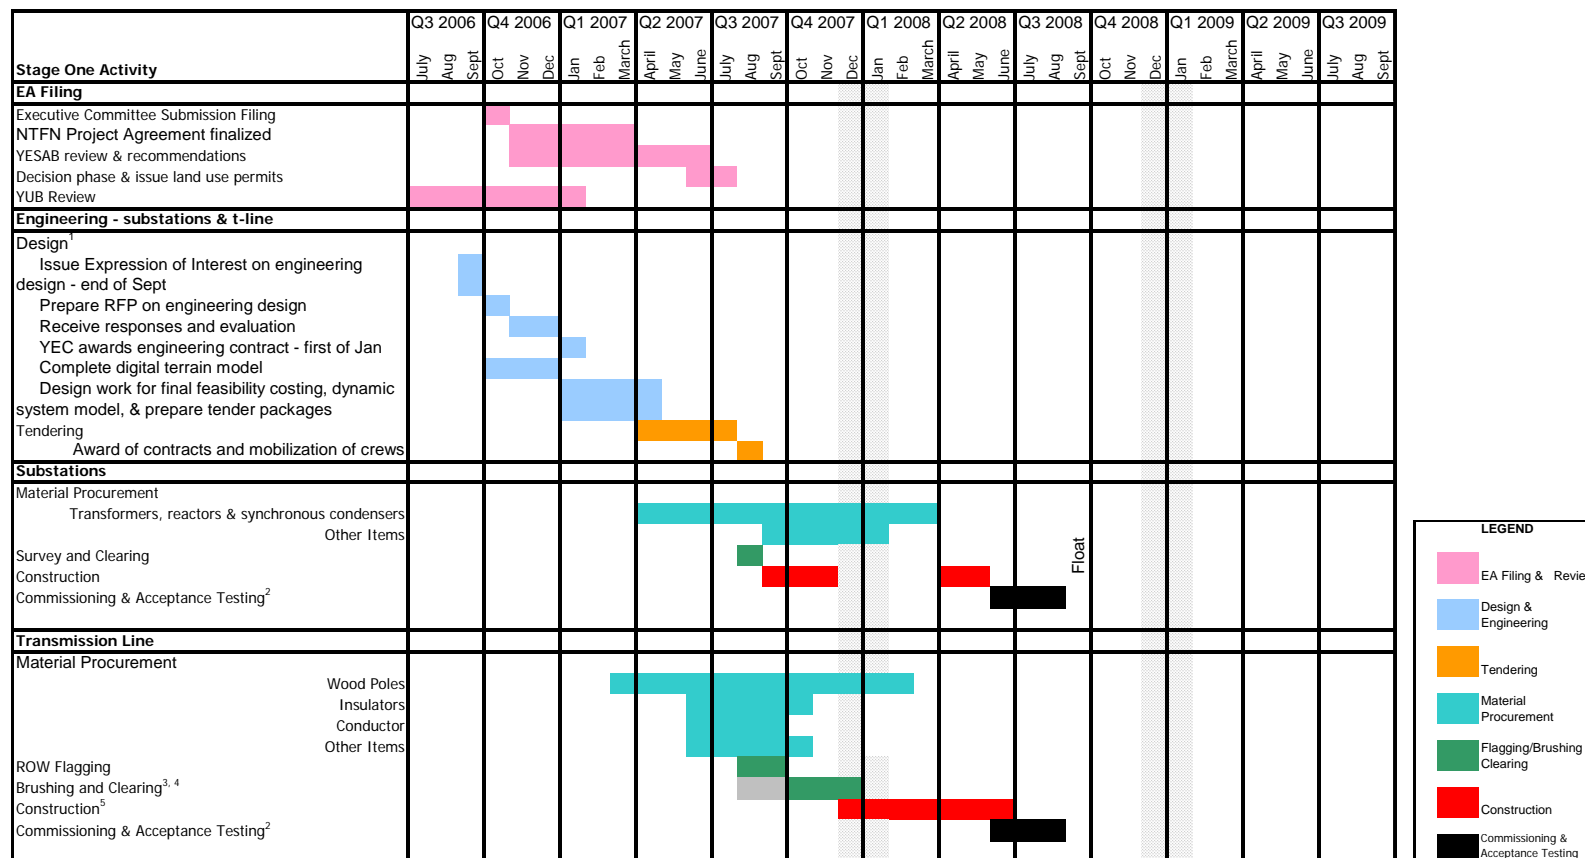 Q3 2006 Q4 2006 Q1 2007 Q2 2007 Q3 2007 Q4 2007 Q1 2008 Q2 2008 Q3 2008 Q4 2008 Q1 2009 Q2 2009 Q3 2009
Stage One Activity July Aug Sept Oct Nov Dec Jan Feb March April May June July Aug Sept Oct Nov Dec Jan Feb March April May June July Aug Sept Oct Nov Dec Jan Feb March April May June July Aug Sept
EA Filing
Executive Committee Submission Filing
NTFN Project Agreement finalized
YESAB review & recommendations
Decision phase & issue land use permits
YUB Review
Engineering - substations & t-line
Design1
Issue Expression of Interest on engineering
design - end of Sept
Prepare RFP on engineering design
Receive responses and evaluation
YEC awards engineering contract - first of Jan
Complete digital terrain model
Design work for final feasibility costing, dynamic
system model, & prepare tender packages
Tendering
Award of contracts and mobilization of crews
Substations
Material Procurement
Transformers, reactors & synchronous condensers
Other Items
Survey and Clearing
Construction
Commissioning & Acceptance Testing2
Float
Transmission Line
Material Procurement
Wood Poles
Insulators
Conductor
Other Items
ROW Flagging
Brushing and Clearing3, 4
Construction5
Commissioning & Acceptance Testing2
LEGEND
EA Filing & Revie
Design &
Engineering
Tendering
Material
Procurement
Flagging/Brushing
Clearing
Construction
Commissioning &
Acceptance Testing